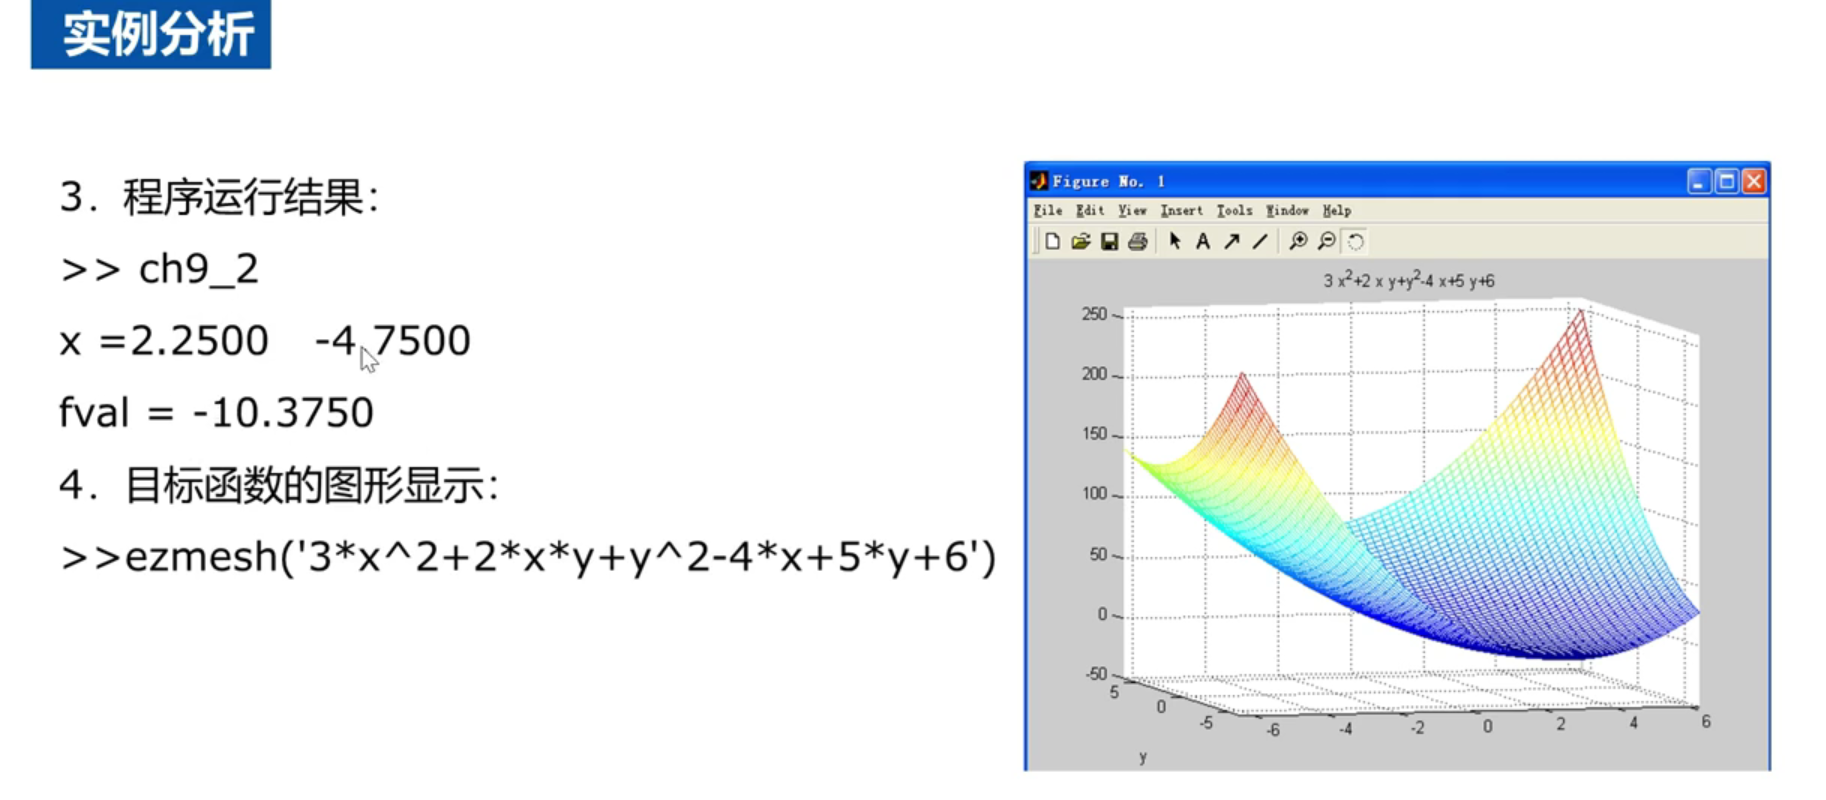 实例分析
3. 程序运行结果：
>> ch9_2
x =2.2500   -4.7500
fval = -10.3750
4. 目标函数的图形显示：
>>ezmesh('3*x^2+2*x*y+y^2-4*x+5*y+6')
Figure No. 1
File Edit View Insert Tools Window Help
A
3 x²+2 x y+y²-4 x+5 y+6
250
200
150
100
50
0
-50
5 0 -5
-6 -4 -2 0 2 4 6
y